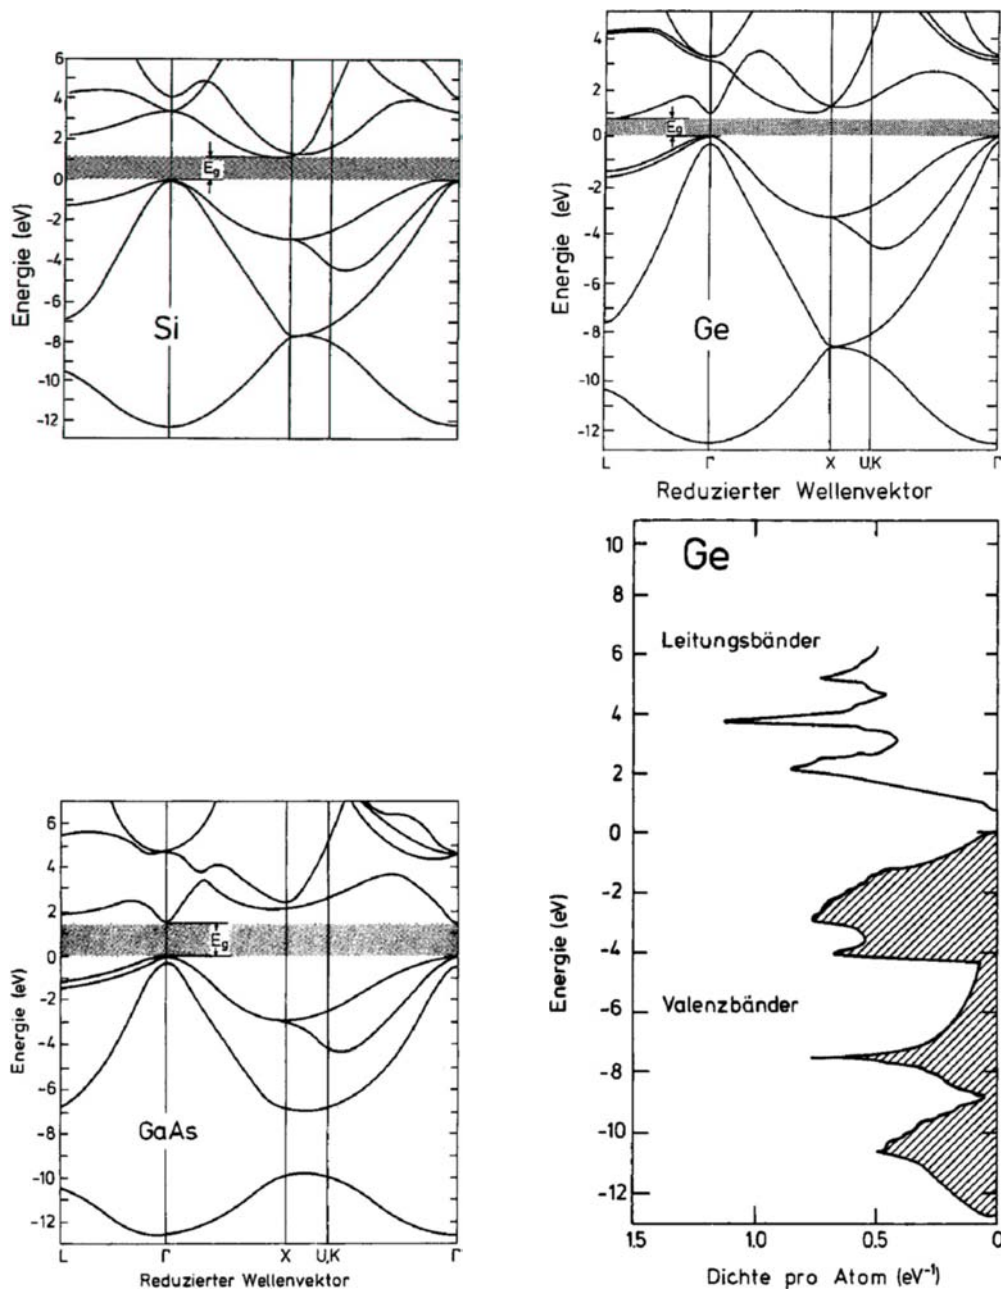 6
4
2
0
-2
-4
-6
-8
-10
-12
Energie (eV)
Eg
Si
4
2
0
-2
-4
-6
-8
-10
-12
Energie (eV)
Eg
Ge
L Γ X U,K Γ
Reduzierter Wellenvektor
6
4
2
0
-2
-4
-6
-8
-10
-12
Energie (eV)
Eg
GaAs
L Γ X U,K Γ
Reduzierter Wellenvektor
Ge
10
8
6
4
2
0
-2
-4
-6
-8
-10
-12
Energie (eV)
Leitungsbänder
Valenzbänder
1.5 1.0 0.5 0
Dichte pro Atom (eV⁻¹)